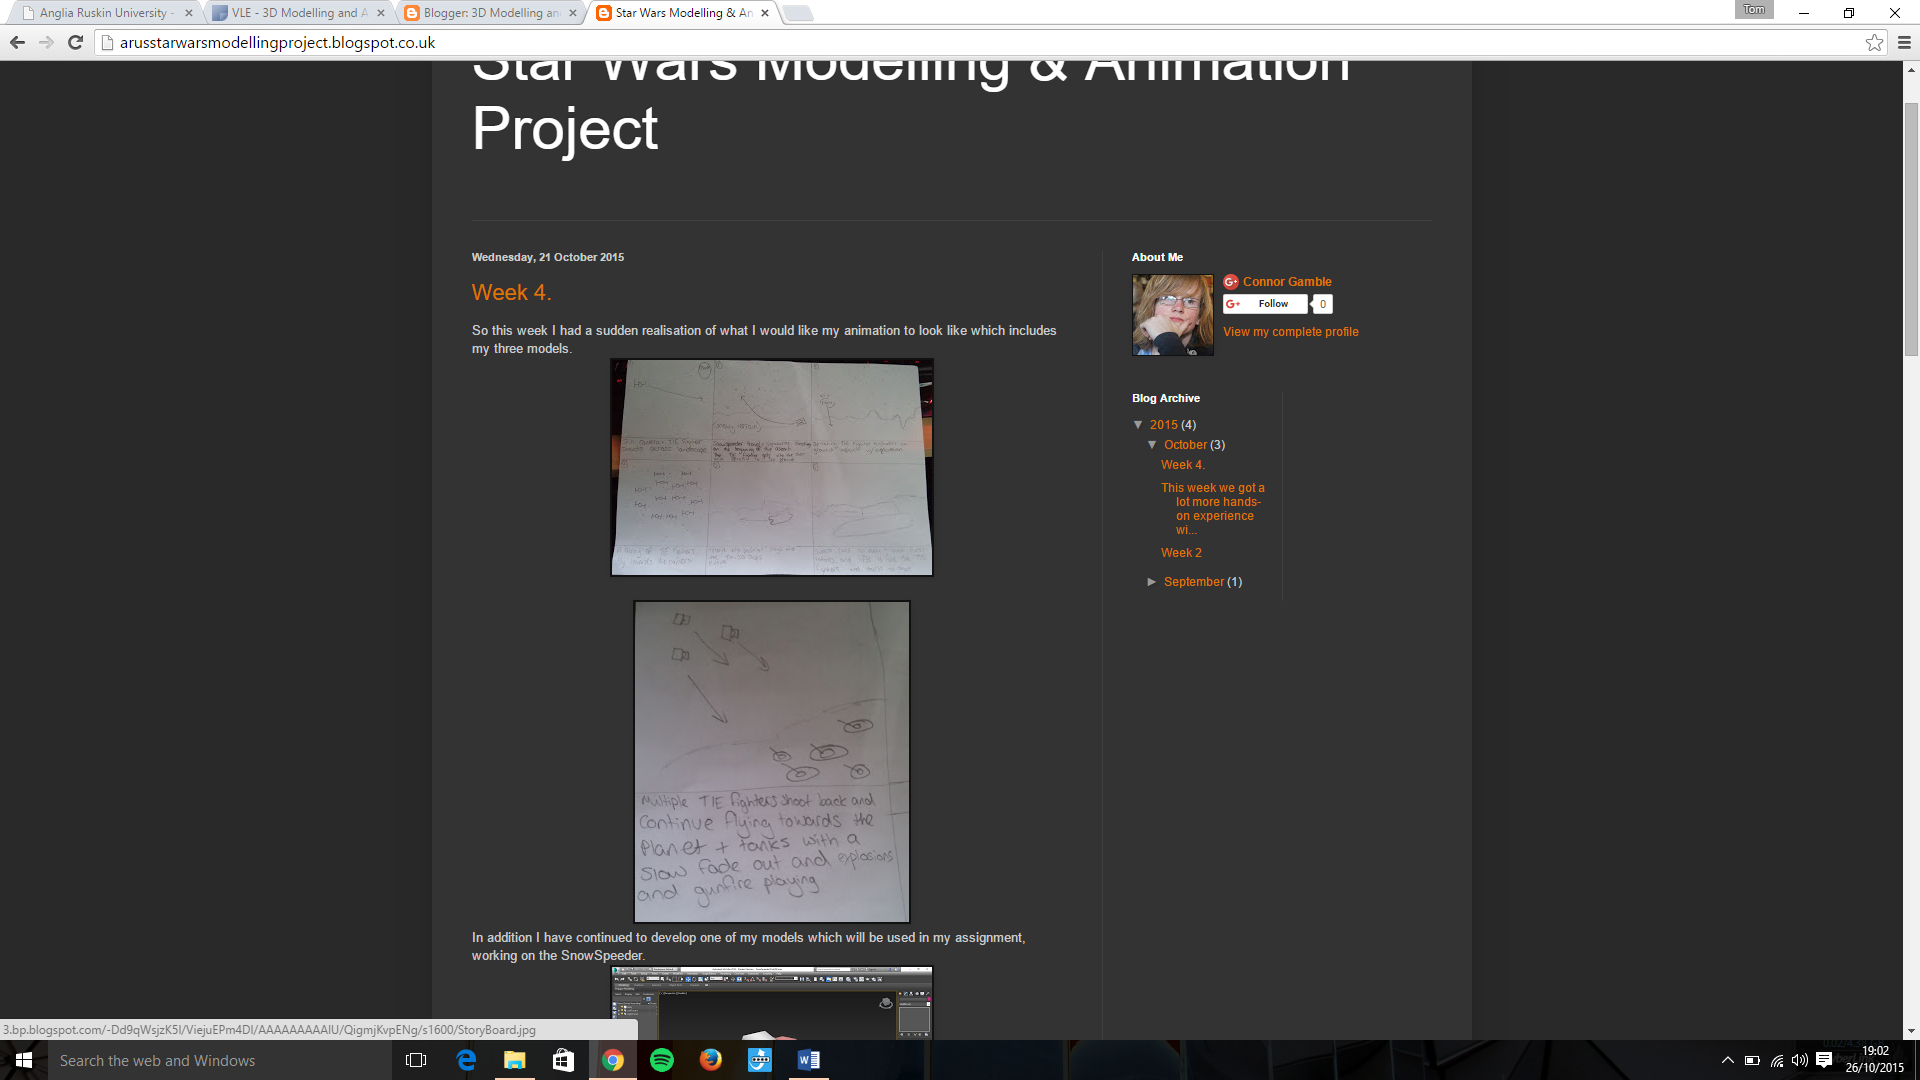 Anglia Ruskin University -
VLE - 3D Modelling and A
Blogger: 3D Modelling an
Star Wars Modelling & An
Tom
arusstarwarsmodellingproject.blogspot.co.uk
Star Wars Modelling & Animation
Project
Wednesday, 21 October 2015
Week 4.
So this week I had a sudden realisation of what I would like my animation to look like which includes
my three models.
Multiple TIE fighters shoot back and
continue flying towards the
planet + tanks with a
slow fade out and explosions
and gunfire playing
In addition I have continued to develop one of my models which will be used in my assignment,
working on the SnowSpeeder.
About Me
Connor Gamble
Follow
0
View my complete profile
Blog Archive
▼ 2015 (4)
▼ October (3)
Week 4.
This week we got a
lot more hands-
on experience
wi...
Week 2
► September (1)
3.bp.blogspot.com/-Dd9qWsjzK5I/ViejuEPm4DI/AAAAAAAAAIU/QigmjKvpENg/s1600/StoryBoard.jpg
Search the web and Windows
19:02
26/10/2015